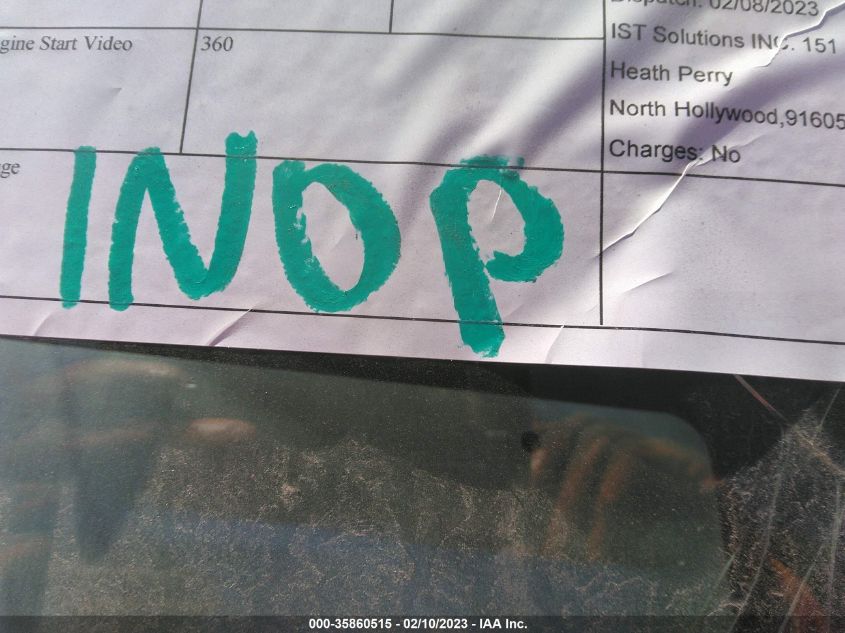 Dispatch: 02/08/2023
gine Start Video 360
IST Solutions INC. 151
Heath Perry
North Hollywood,91605
Charges: No
ge
INOP
000-35860515 - 02/10/2023 - IAA Inc.